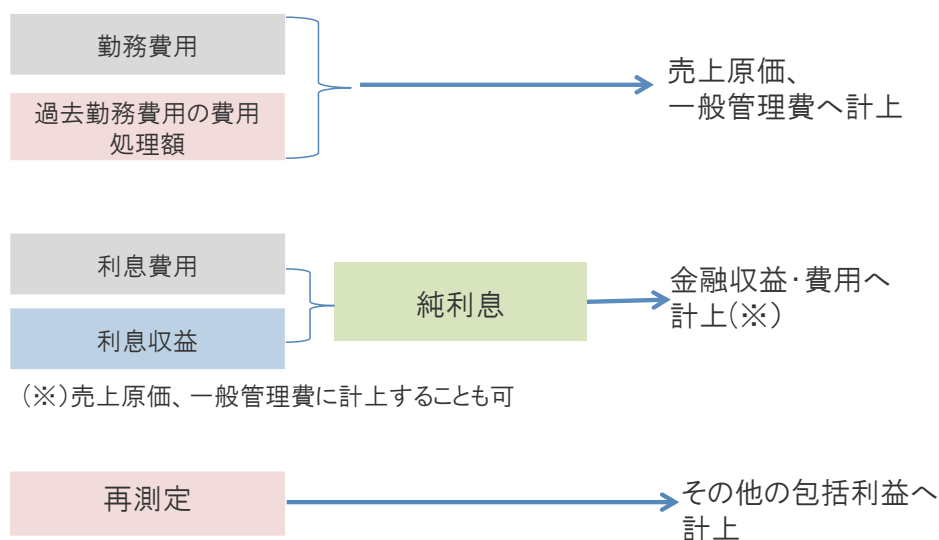 勤務費用
過去勤務費用の費用
処理額
売上原価、
一般管理費へ計上
利息費用
利息収益
純利息
金融収益・費用へ
計上(※)
(※)売上原価、一般管理費に計上することも可
再測定
その他の包括利益へ
計上